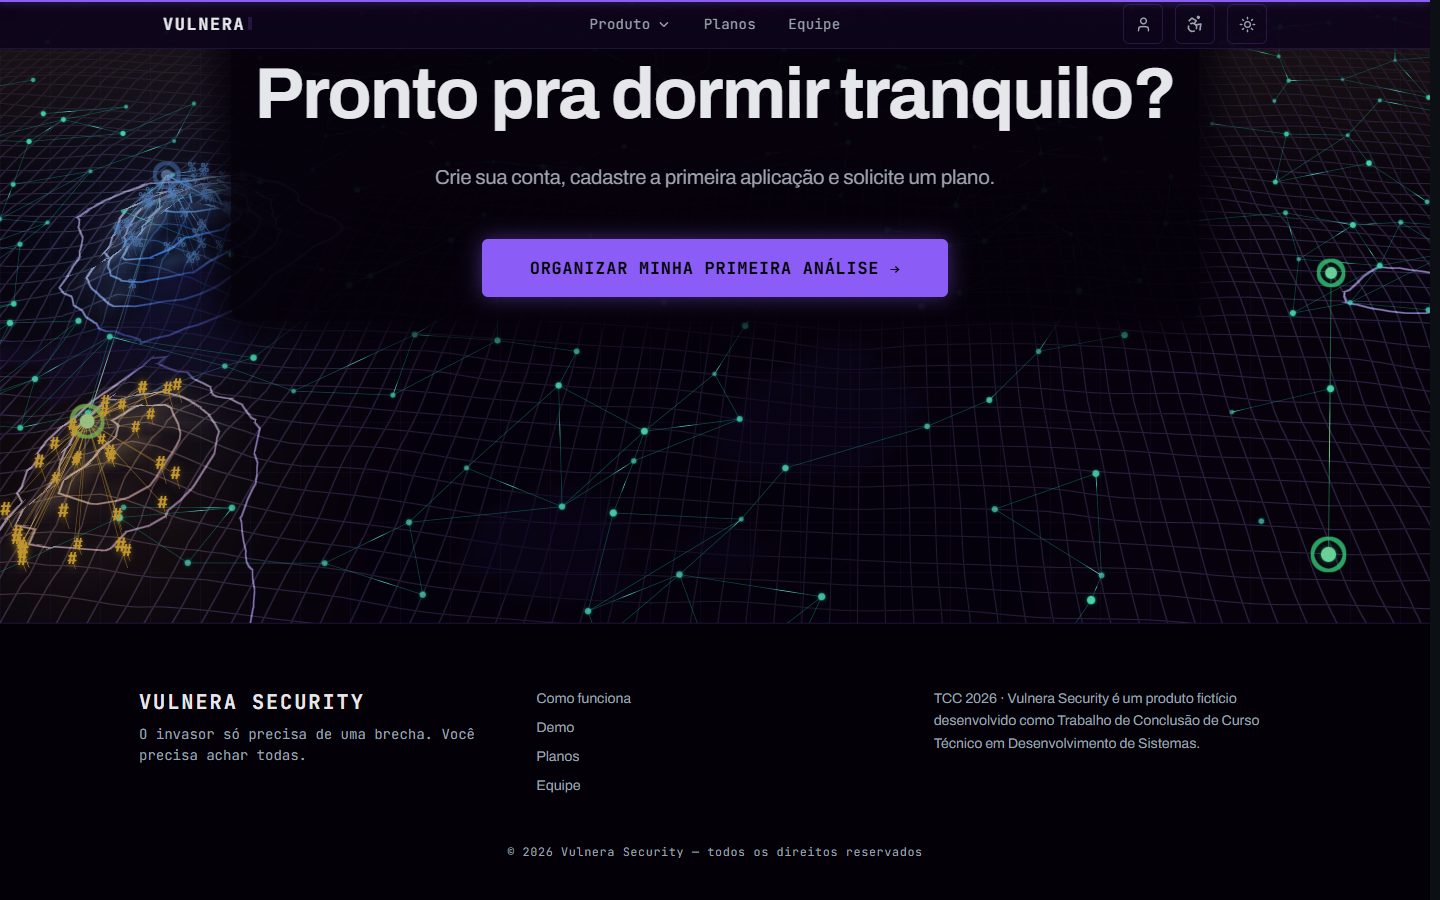 VULNERA
Produto
Planos
Equipe
Pronto pra dormir tranquilo?
Crie sua conta, cadastre a primeira aplicação e solicite um plano.
ORGANIZAR MINHA PRIMEIRA ANÁLISE →
VULNERA SECURITY
O invasor só precisa de uma brecha. Você
precisa achar todas.
Como funciona
Demo
Planos
Equipe
TCC 2026 · Vulnera Security é um produto fictício
desenvolvido como Trabalho de Conclusão de Curso
Técnico em Desenvolvimento de Sistemas.
© 2026 Vulnera Security — todos os direitos reservados